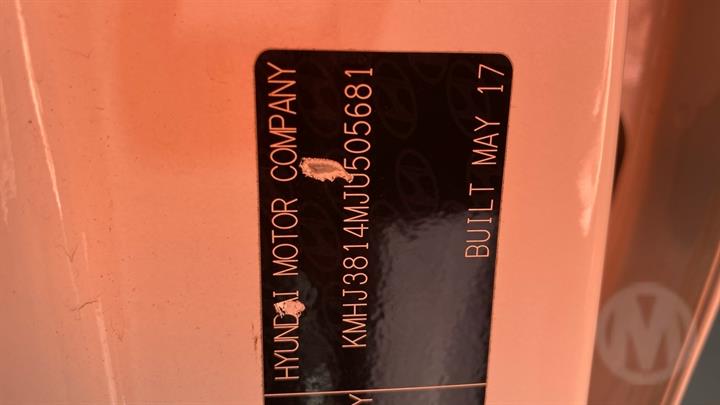 HYUNDAI MOTOR COMPANY
KMHJ3814MJU505681
BUILT MAY 17
Y
M